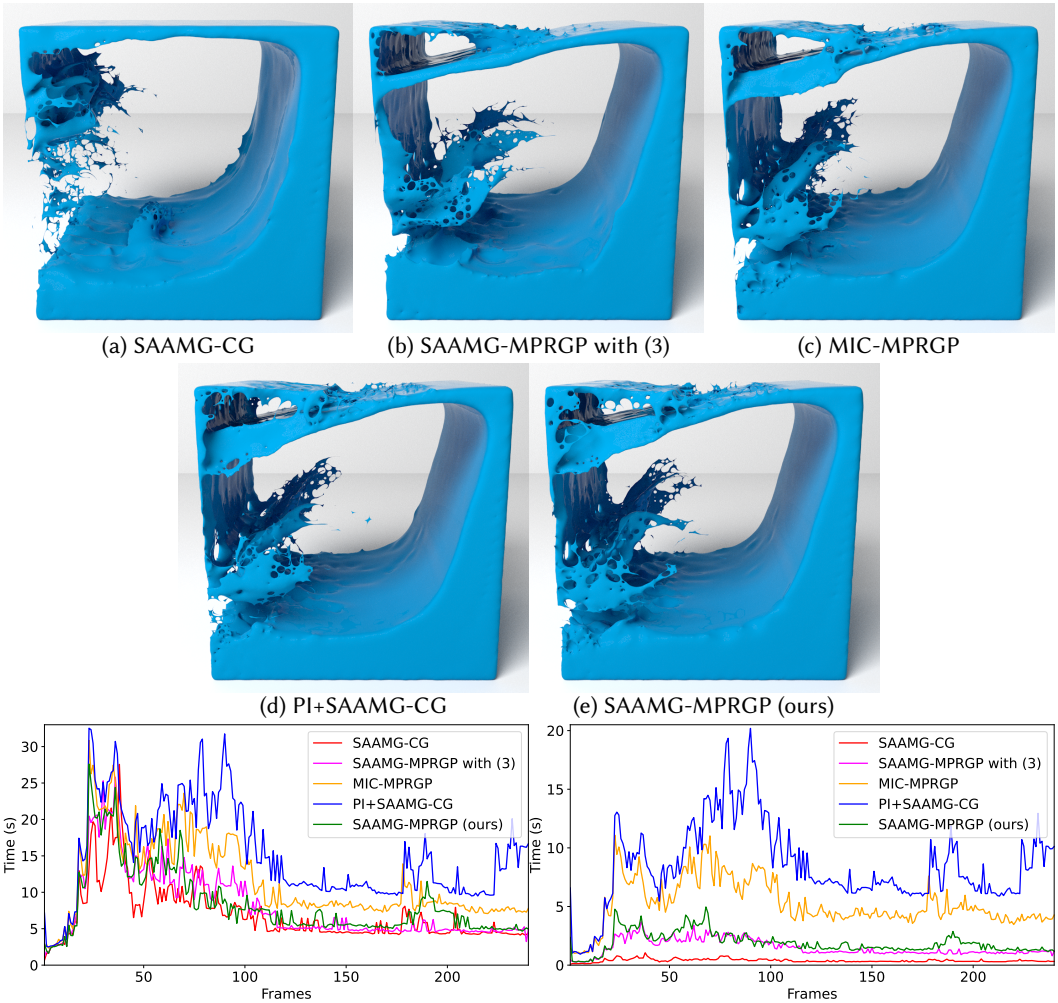 (a) SAAMG-CG
(b) SAAMG-MPRGP with (3)
(c) MIC-MPRGP
(d) PI+SAAMG-CG
(e) SAAMG-MPRGP (ours)
Time (s)
30
25
20
15
10
5
0
50
100
150
200
Frames
SAAMG-CG
SAAMG-MPRGP with (3)
MIC-MPRGP
PI+SAAMG-CG
SAAMG-MPRGP (ours)
Time (s)
20
15
10
5
0
50
100
150
200
Frames
SAAMG-CG
SAAMG-MPRGP with (3)
MIC-MPRGP
PI+SAAMG-CG
SAAMG-MPRGP (ours)